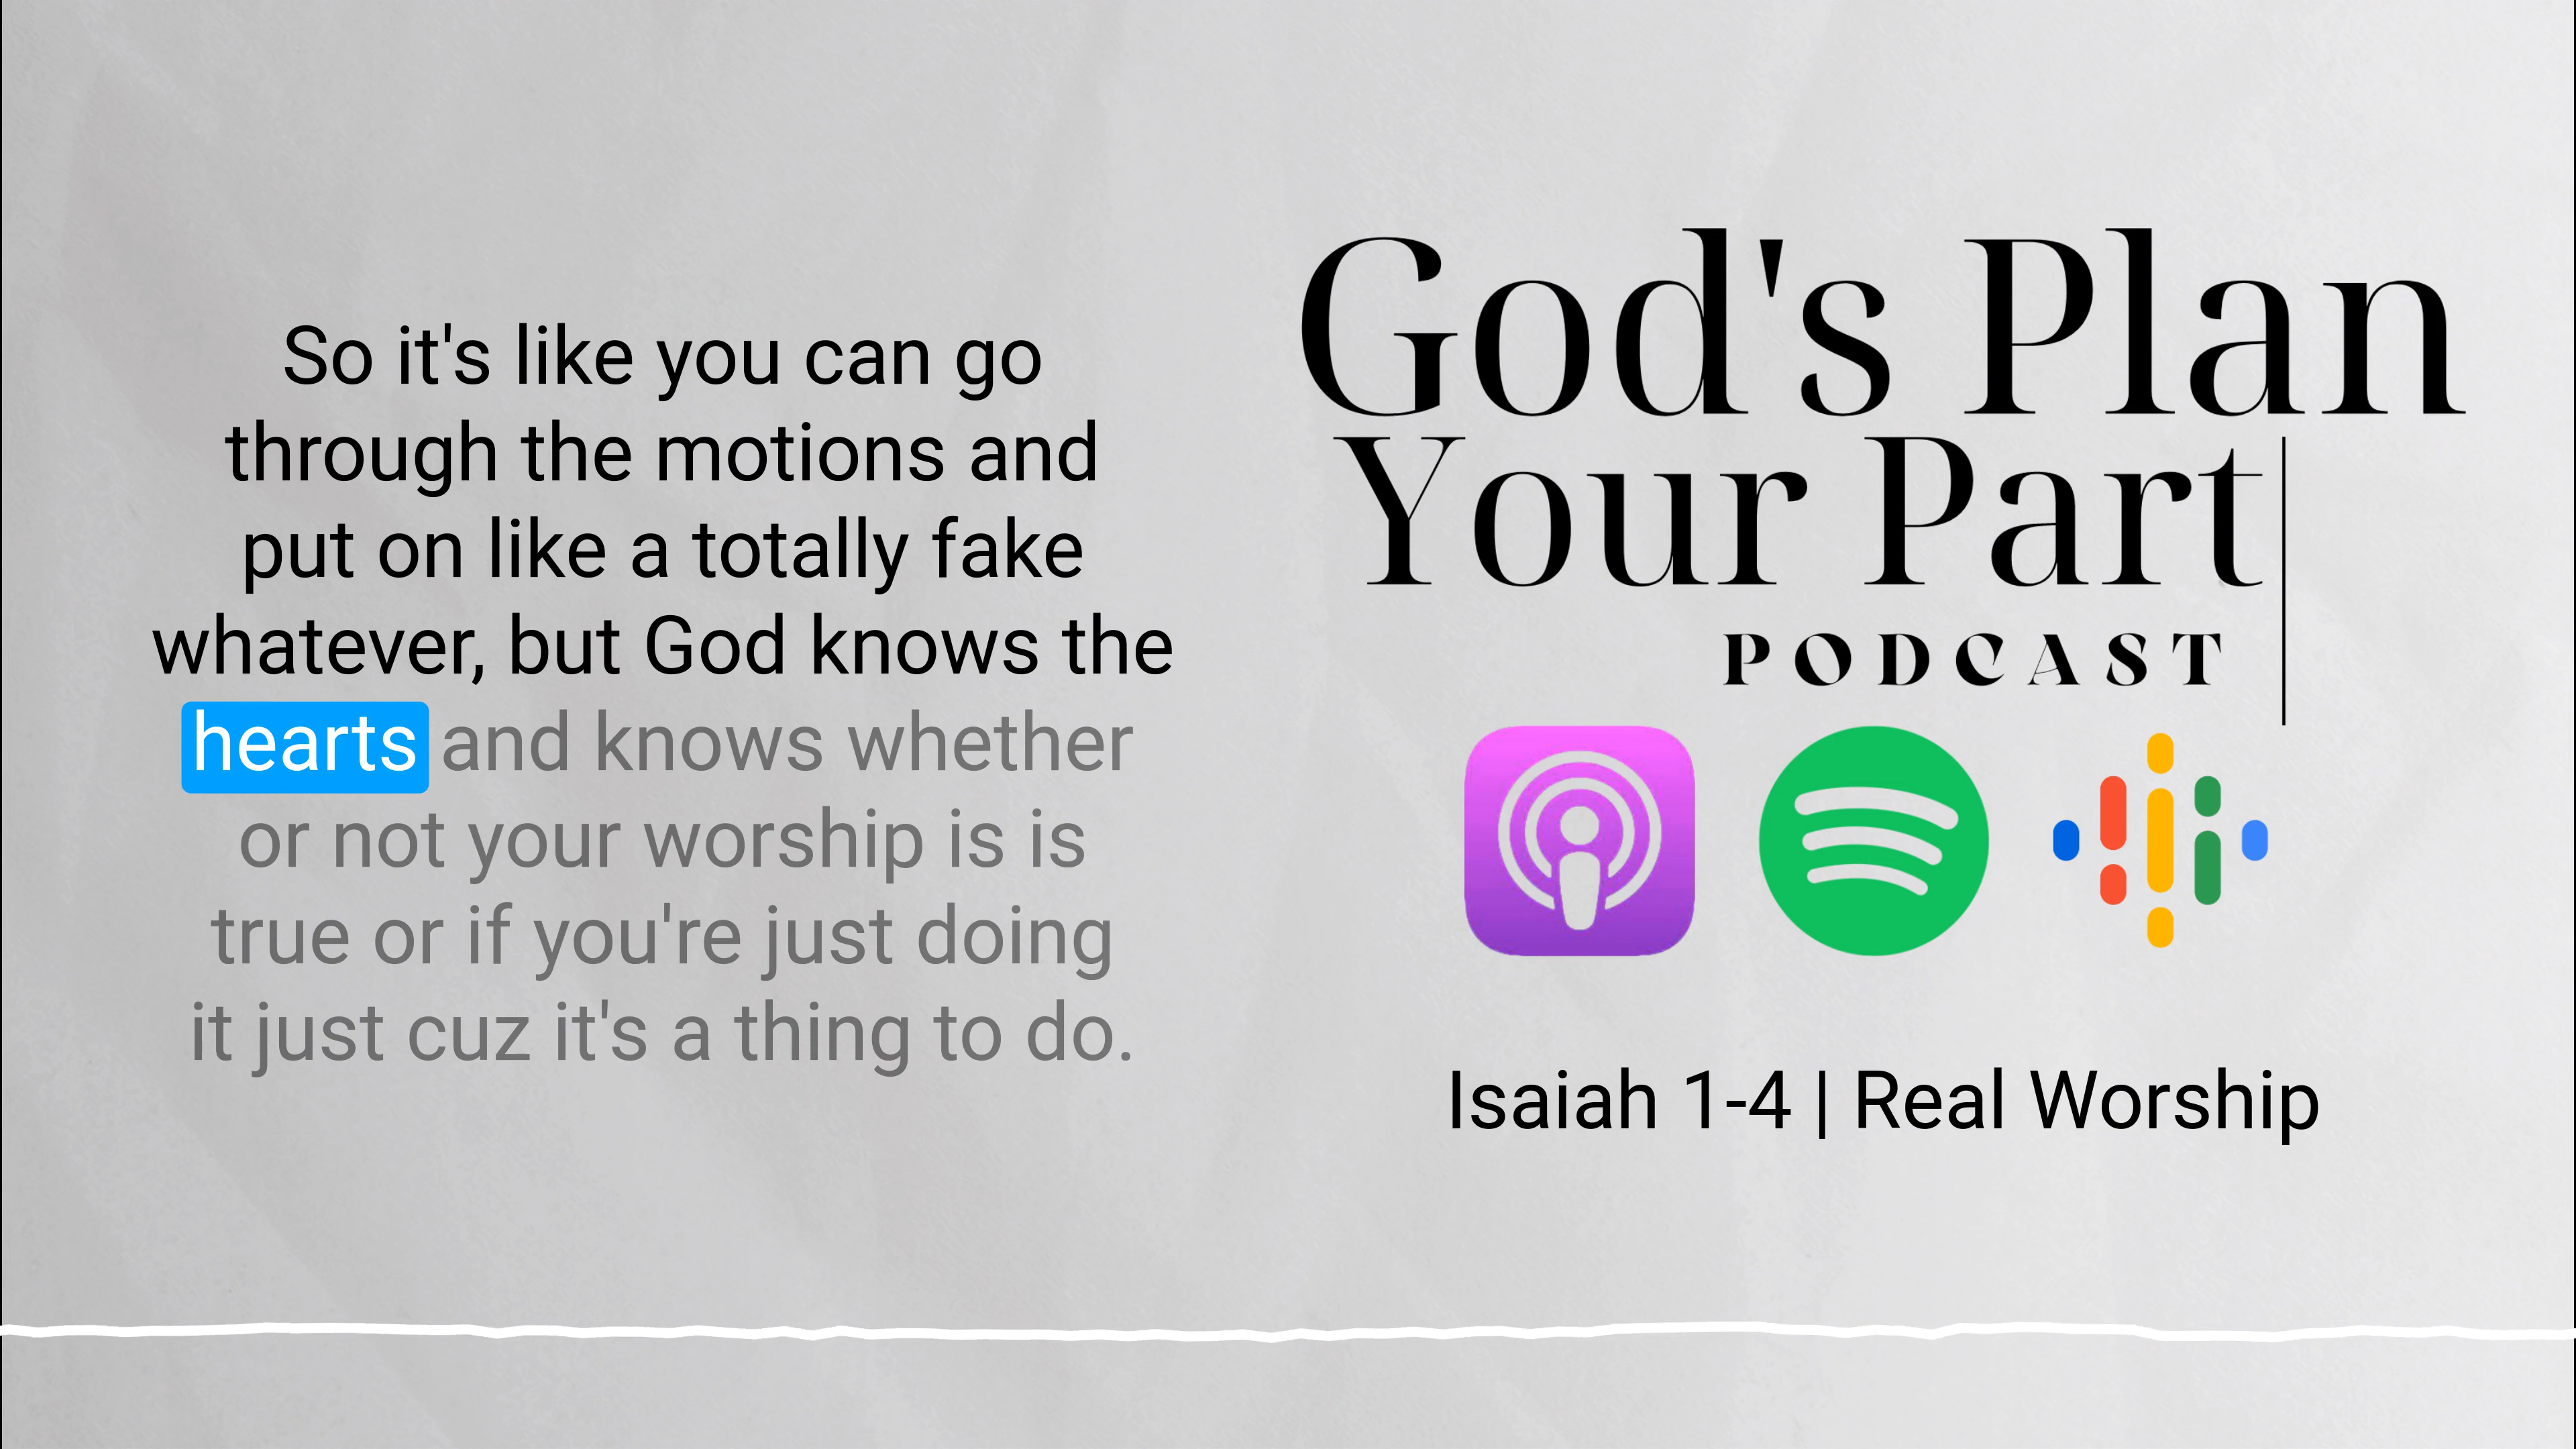 So it's like you can go
through the motions and
put on like a totally fake
whatever, but God knows the
hearts and knows whether
or not your worship is is
true or if you're just doing
it just cuz it's a thing to do.
God's Plan
Your Part
PODCAST
Isaiah 1-4 | Real Worship